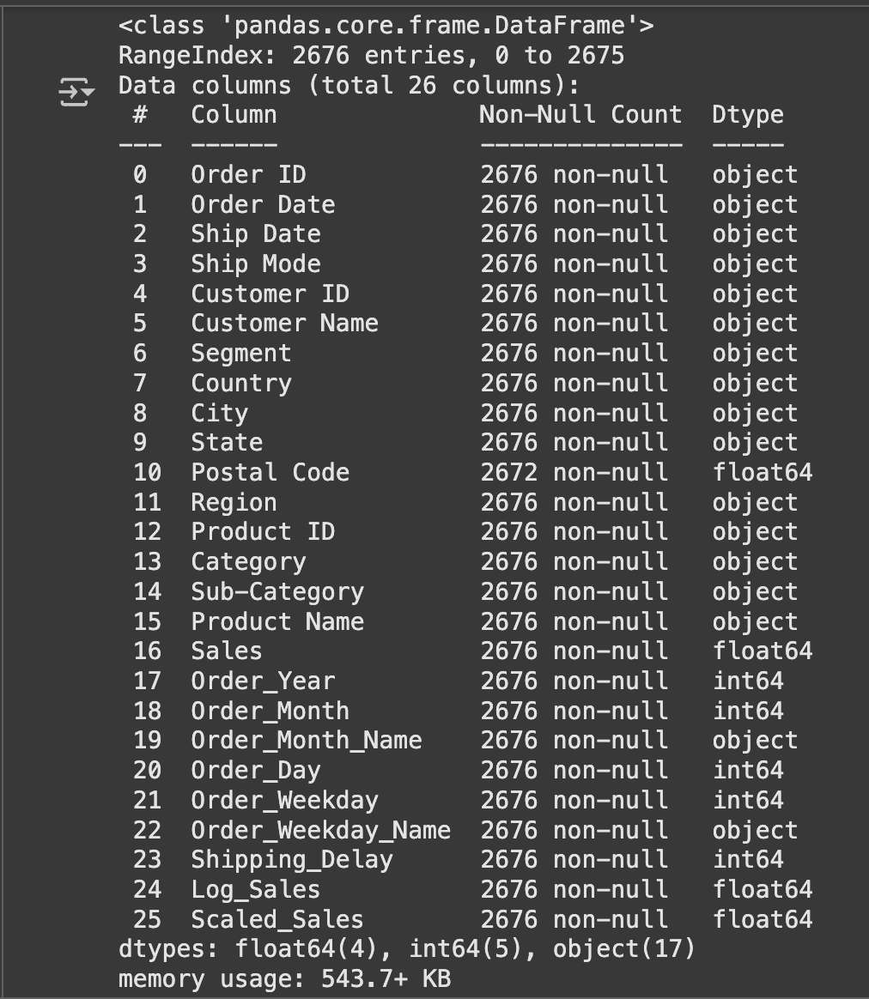 <class 'pandas.core.frame.DataFrame'>
RangeIndex: 2676 entries, 0 to 2675
Data columns (total 26 columns):
 #   Column              Non-Null Count  Dtype
---  ------              --------------  -----
 0   Order ID            2676 non-null   object
 1   Order Date          2676 non-null   object
 2   Ship Date           2676 non-null   object
 3   Ship Mode           2676 non-null   object
 4   Customer ID         2676 non-null   object
 5   Customer Name       2676 non-null   object
 6   Segment             2676 non-null   object
 7   Country             2676 non-null   object
 8   City                2676 non-null   object
 9   State               2676 non-null   object
 10  Postal Code         2672 non-null   float64
 11  Region              2676 non-null   object
 12  Product ID          2676 non-null   object
 13  Category            2676 non-null   object
 14  Sub-Category        2676 non-null   object
 15  Product Name        2676 non-null   object
 16  Sales               2676 non-null   float64
 17  Order_Year          2676 non-null   int64
 18  Order_Month         2676 non-null   int64
 19  Order_Month_Name    2676 non-null   object
 20  Order_Day           2676 non-null   int64
 21  Order_Weekday       2676 non-null   int64
 22  Order_Weekday_Name  2676 non-null   object
 23  Shipping_Delay      2676 non-null   int64
 24  Log_Sales           2676 non-null   float64
 25  Scaled_Sales        2676 non-null   float64
dtypes: float64(4), int64(5), object(17)
memory usage: 543.7+ KB